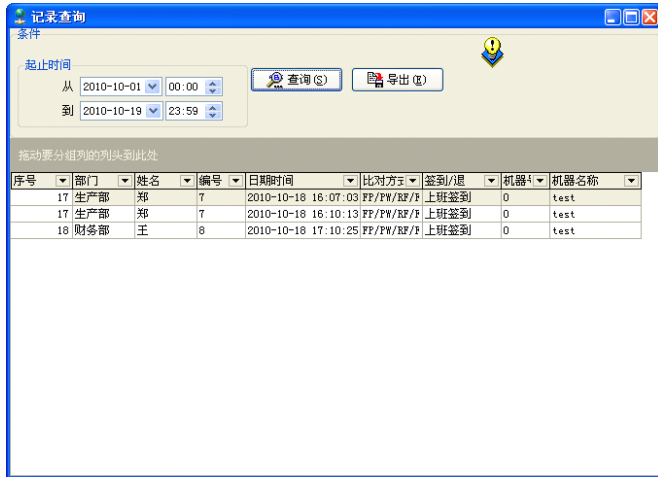 记录查询
条件
起止时间
从 2010-10-01 00:00 查询(S) 导出(E)
到 2010-10-19 23:59
拖动要分组列的列头到此处
序号 部门 姓名 编号 日期时间 比对方式 签到/退 机器号 机器名称
17 生产部 郑 7 2010-10-18 16:07:03 FP/PW/RF/F 上班签到 0 test
17 生产部 郑 7 2010-10-18 16:10:13 FP/PW/RF/F 上班签到 0 test
18 财务部 王 8 2010-10-18 17:10:25 FP/PW/RF/F 上班签到 0 test